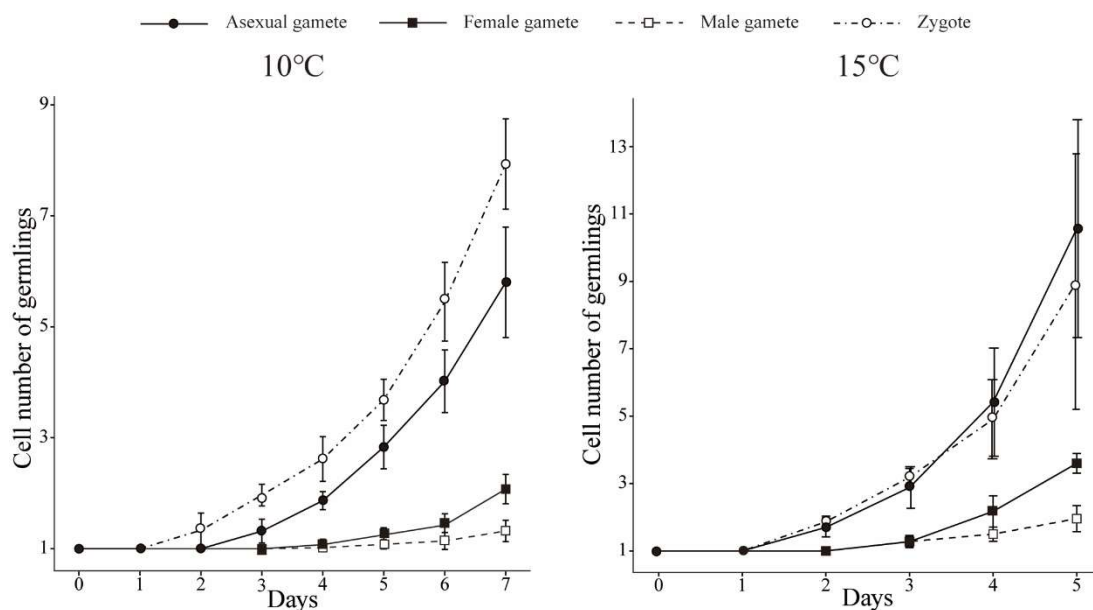 Asexual gamete Female gamete Male gamete Zygote
10°C
Cell number of germlings
9
7
5
3
1
0 1 2 3 4 5 6 7
Days
15°C
Cell number of germlings
13
11
9
7
5
3
1
0 1 2 3 4 5
Days